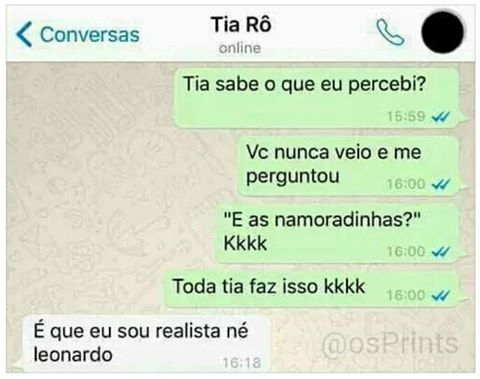 Conversas
Tia Rô
online
Tia sabe o que eu percebi?
15:59
Vc nunca veio e me
perguntou
16:00
"E as namoradinhas?"
Kkkk
16:00
Toda tia faz isso kkkk
16:00
É que eu sou realista né
leonardo
16:18
@osPrints